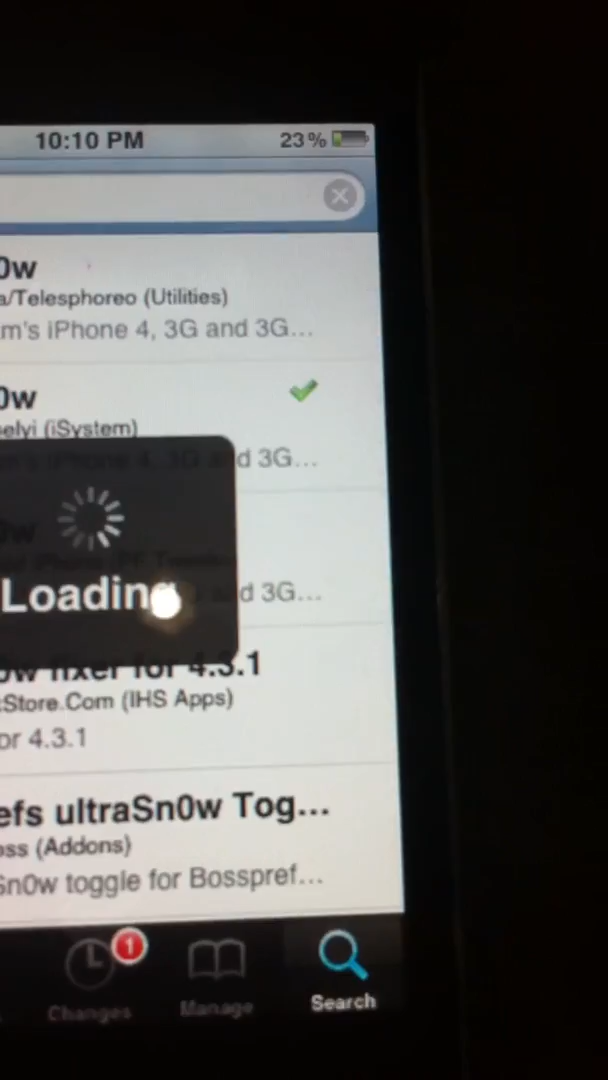 10:10 PM 23%
0w
a/Telesphoreo (Utilities)
m's iPhone 4, 3G and 3G...
0w
elyi (iSystem)
d 3G...
Loading
d 3G...
0w fixer for 4.3.1
Store.Com (IHS Apps)
or 4.3.1
efs ultraSn0w Tog...
oss (Addons)
Sn0w toggle for Bosspref...
1
Changes Manage Search